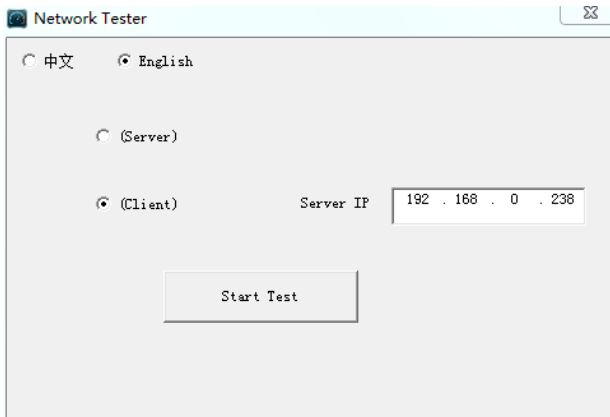 Network Tester
中文 English
(Server)
(Client) Server IP 192 . 168 . 0 . 238
Start Test